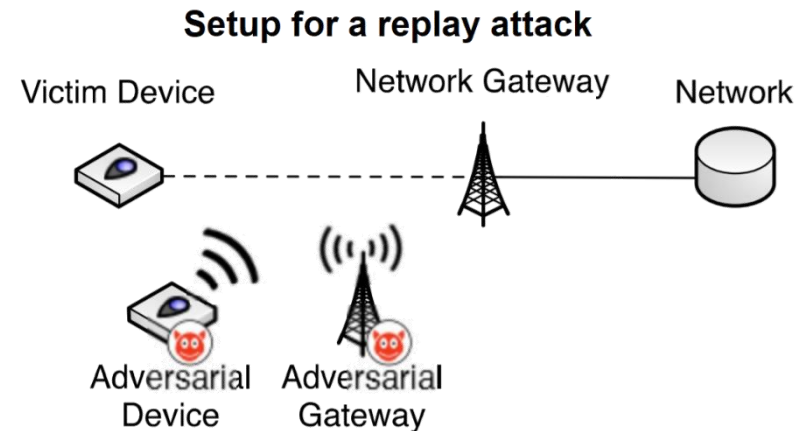 Setup for a replay attack
Victim Device
Network Gateway
Network
Adversarial
Device
Adversarial
Gateway